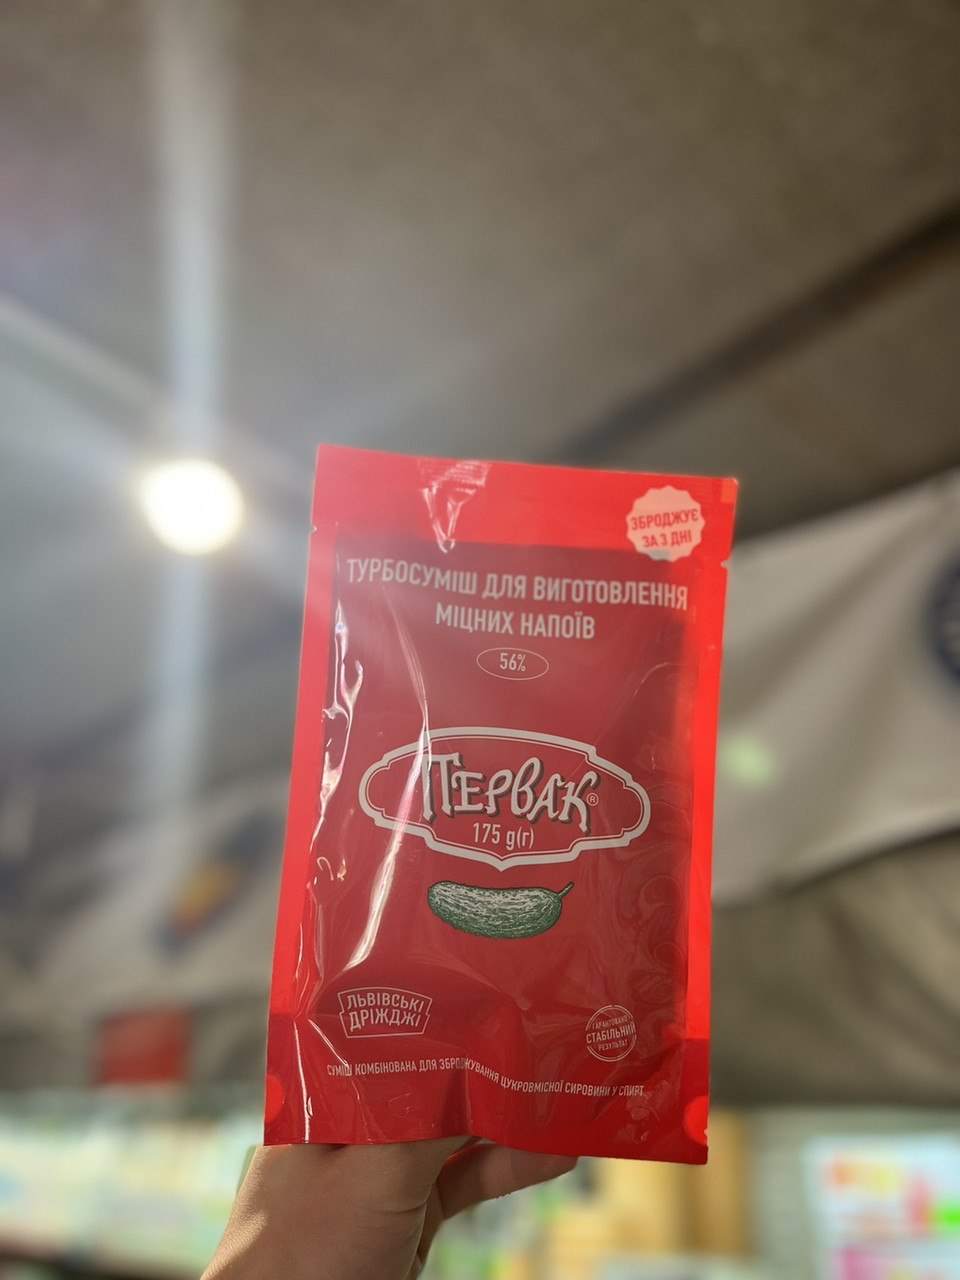 ЗБРОДЖУЄ
ЗА 3 ДНІ
ТУРБОСУМІШ ДЛЯ ВИГОТОВЛЕННЯ
МІЦНИХ НАПОЇВ
56%
ПЕРВАК®
175 g(г)
ЛЬВІВСЬКІ
ДРІЖДЖІ
ГАРАНТОВАНО
СТАБІЛЬНИЙ
РЕЗУЛЬТАТ
СУМІШ КОМБІНОВАНА ДЛЯ ЗБРОДЖУВАННЯ ЦУКРОВМІСНОЇ СИРОВИНИ У СПИРТ